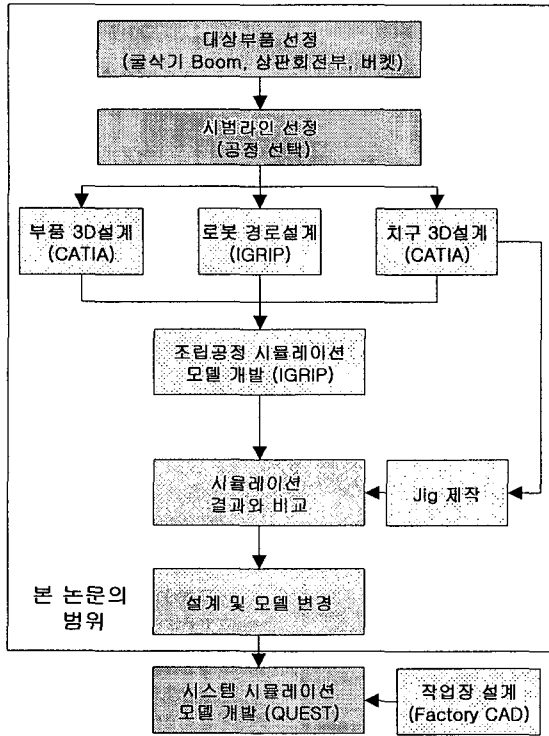 대상부품 선정
(굴삭기 Boom, 상판회전부, 버켓)
시범라인 선정
(공정 선택)
부품 3D설계
(CATIA)
로봇 경로설계
(IGRIP)
치구 3D설계
(CATIA)
조립공정 시뮬레이션
모델 개발 (IGRIP)
시뮬레이션
결과와 비교
Jig 제작
본 논문의
범위
설계 및 모델 변경
시스템 시뮬레이션
모델 개발 (QUEST)
작업장 설계
(Factory CAD)